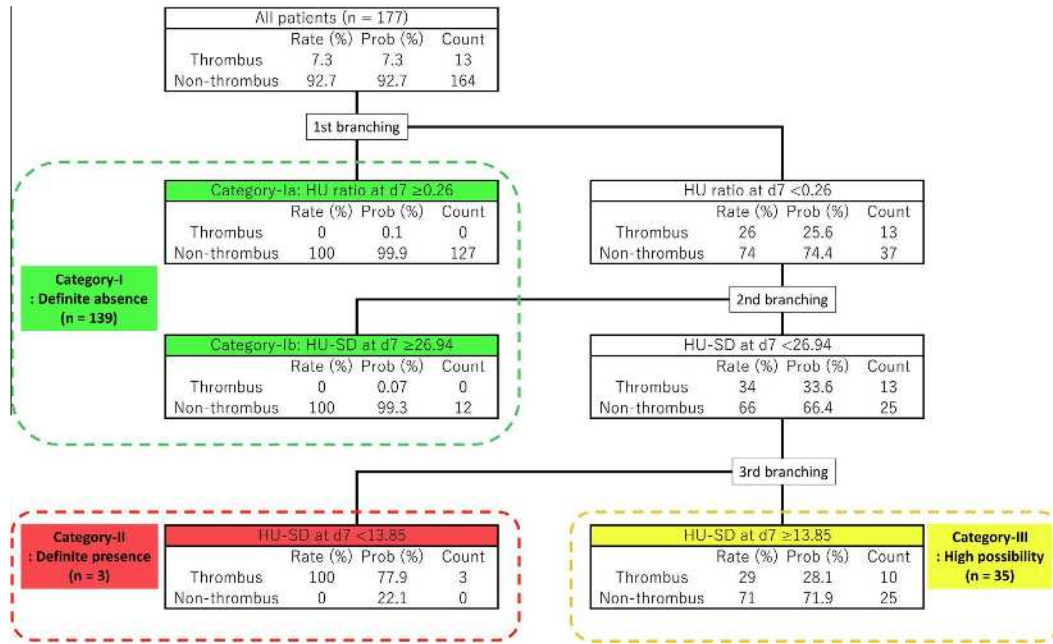 All patients (n = 177)
Rate (%) Prob (%) Count
Thrombus 7.3 7.3 13
Non-thrombus 92.7 92.7 164
1st branching
Category-Ia: HU ratio at d7 ≥0.26
Rate (%) Prob (%) Count
Thrombus 0 0.1 0
Non-thrombus 100 99.9 127
HU ratio at d7 <0.26
Rate (%) Prob (%) Count
Thrombus 26 25.6 13
Non-thrombus 74 74.4 37
Category-I
: Definite absence
(n = 139)
2nd branching
Category-Ib: HU-SD at d7 ≥26.94
Rate (%) Prob (%) Count
Thrombus 0 0.07 0
Non-thrombus 100 99.3 12
HU-SD at d7 <26.94
Rate (%) Prob (%) Count
Thrombus 34 33.6 13
Non-thrombus 66 66.4 25
3rd branching
Category-II
: Definite presence
(n = 3)
HU-SD at d7 <13.85
Rate (%) Prob (%) Count
Thrombus 100 77.9 3
Non-thrombus 0 22.1 0
HU-SD at d7 ≥13.85
Rate (%) Prob (%) Count
Thrombus 29 28.1 10
Non-thrombus 71 71.9 25
Category-III
: High possibility
(n = 35)